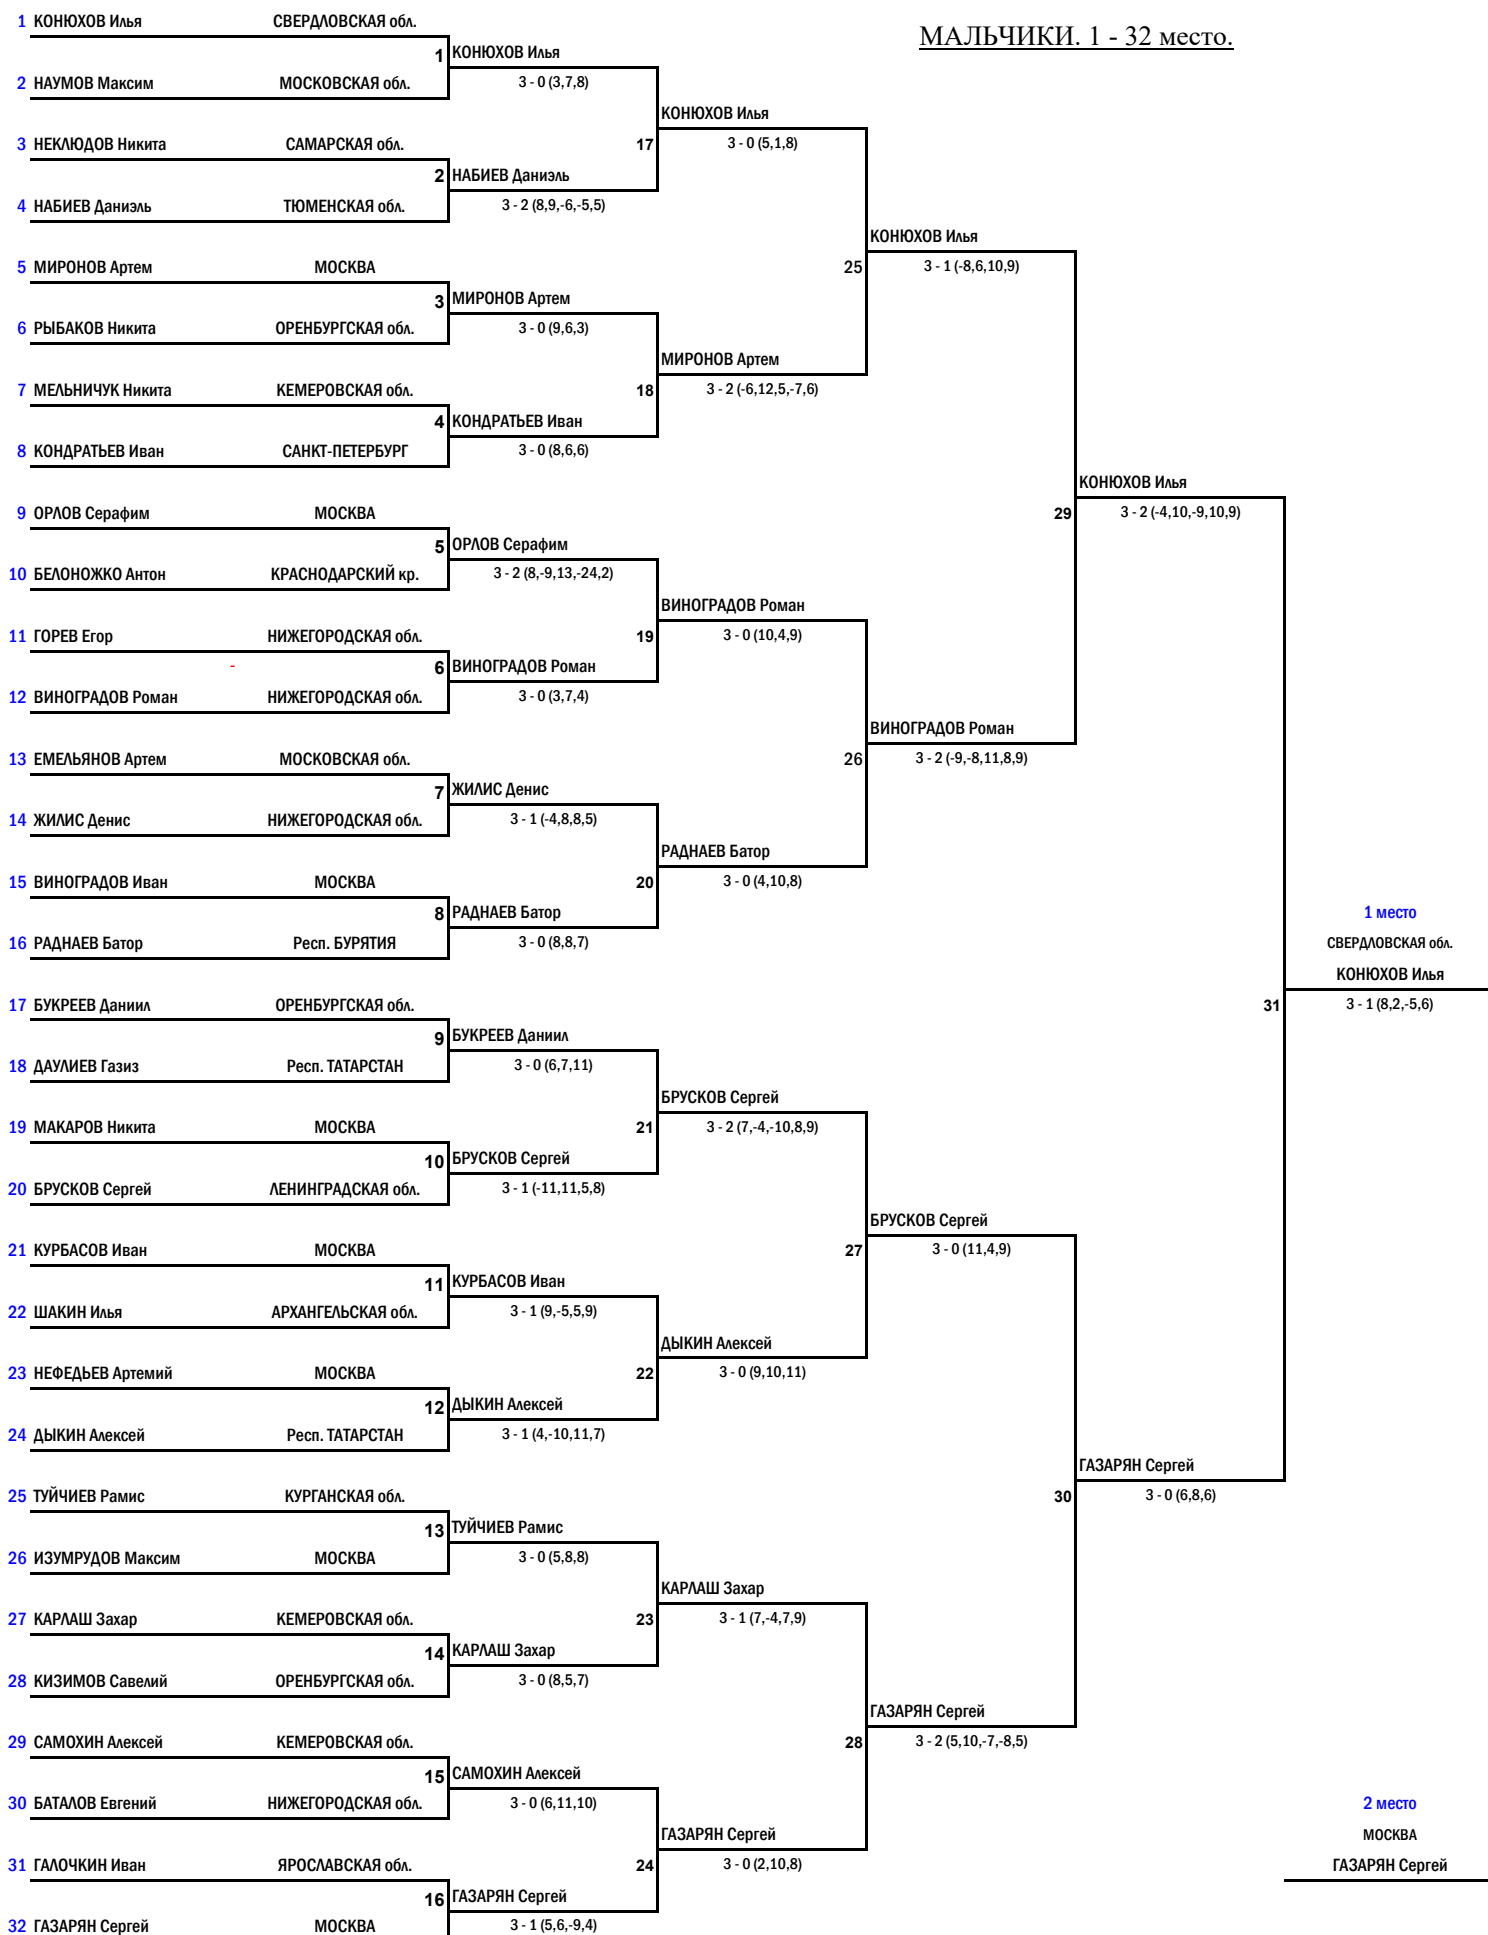 МАЛЬЧИКИ. 1 - 32 место.
1 КОНЮХОВ Илья СВЕРДЛОВСКАЯ обл.
1 КОНЮХОВ Илья
2 НАУМОВ Максим МОСКОВСКАЯ обл. 3 - 0 (3,7,8)
КОНЮХОВ Илья
3 НЕКЛЮДОВ Никита САМАРСКАЯ обл. 17 3 - 0 (5,1,8)
2 НАБИЕВ Даниэль
4 НАБИЕВ Даниэль ТЮМЕНСКАЯ обл. 3 - 2 (8,9,-6,-5,5)
КОНЮХОВ Илья
5 МИРОНОВ Артем МОСКВА 25 3 - 1 (-8,6,10,9)
3 МИРОНОВ Артем
6 РЫБАКОВ Никита ОРЕНБУРГСКАЯ обл. 3 - 0 (9,6,3)
МИРОНОВ Артем
7 МЕЛЬНИЧУК Никита КЕМЕРОВСКАЯ обл. 18 3 - 2 (-6,12,5,-7,6)
4 КОНДРАТЬЕВ Иван
8 КОНДРАТЬЕВ Иван САНКТ-ПЕТЕРБУРГ 3 - 0 (8,6,6)
КОНЮХОВ Илья
9 ОРЛОВ Серафим МОСКВА 29 3 - 2 (-4,10,-9,10,9)
5 ОРЛОВ Серафим
10 БЕЛОНОЖКО Антон КРАСНОДАРСКИЙ кр. 3 - 2 (8,-9,13,-24,2)
ВИНОГРАДОВ Роман
11 ГОРЕВ Егор НИЖЕГОРОДСКАЯ обл. 19 3 - 0 (10,4,9)
- 6 ВИНОГРАДОВ Роман
12 ВИНОГРАДОВ Роман НИЖЕГОРОДСКАЯ обл. 3 - 0 (3,7,4)
ВИНОГРАДОВ Роман
13 ЕМЕЛЬЯНОВ Артем МОСКОВСКАЯ обл. 26 3 - 2 (-9,-8,11,8,9)
7 ЖИЛИС Денис
14 ЖИЛИС Денис НИЖЕГОРОДСКАЯ обл. 3 - 1 (-4,8,8,5)
РАДНАЕВ Батор
15 ВИНОГРАДОВ Иван МОСКВА 20 3 - 0 (4,10,8)
8 РАДНАЕВ Батор 1 место
16 РАДНАЕВ Батор Респ. БУРЯТИЯ 3 - 0 (8,8,7) СВЕРДЛОВСКАЯ обл.
КОНЮХОВ Илья
17 БУКРЕЕВ Даниил ОРЕНБУРГСКАЯ обл. 31 3 - 1 (8,2,-5,6)
9 БУКРЕЕВ Даниил
18 ДАУЛИЕВ Газиз Респ. ТАТАРСТАН 3 - 0 (6,7,11)
БРУСКОВ Сергей
19 МАКАРОВ Никита МОСКВА 21 3 - 2 (7,-4,-10,8,9)
10 БРУСКОВ Сергей
20 БРУСКОВ Сергей ЛЕНИНГРАДСКАЯ обл. 3 - 1 (-11,11,5,8)
БРУСКОВ Сергей
21 КУРБАСОВ Иван МОСКВА 27 3 - 0 (11,4,9)
11 КУРБАСОВ Иван
22 ШАКИН Илья АРХАНГЕЛЬСКАЯ обл. 3 - 1 (9,-5,5,9)
ДЫКИН Алексей
23 НЕФЕДЬЕВ Артемий МОСКВА 22 3 - 0 (9,10,11)
12 ДЫКИН Алексей
24 ДЫКИН Алексей Респ. ТАТАРСТАН 3 - 1 (4,-10,11,7)
ГАЗАРЯН Сергей
25 ТУЙЧИЕВ Рамис КУРГАНСКАЯ обл. 30 3 - 0 (6,8,6)
13 ТУЙЧИЕВ Рамис
26 ИЗУМРУДОВ Максим МОСКВА 3 - 0 (5,8,8)
КАРЛАШ Захар
27 КАРЛАШ Захар КЕМЕРОВСКАЯ обл. 23 3 - 1 (7,-4,7,9)
14 КАРЛАШ Захар
28 КИЗИМОВ Савелий ОРЕНБУРГСКАЯ обл. 3 - 0 (8,5,7)
ГАЗАРЯН Сергей
29 САМОХИН Алексей КЕМЕРОВСКАЯ обл. 28 3 - 2 (5,10,-7,-8,5)
15 САМОХИН Алексей
30 БАТАЛОВ Евгений НИЖЕГОРОДСКАЯ обл. 3 - 0 (6,11,10) 2 место
ГАЗАРЯН Сергей МОСКВА
31 ГАЛОЧКИН Иван ЯРОСЛАВСКАЯ обл. 24 3 - 0 (2,10,8) ГАЗАРЯН Сергей
16 ГАЗАРЯН Сергей
32 ГАЗАРЯН Сергей МОСКВА 3 - 1 (5,6,-9,4)